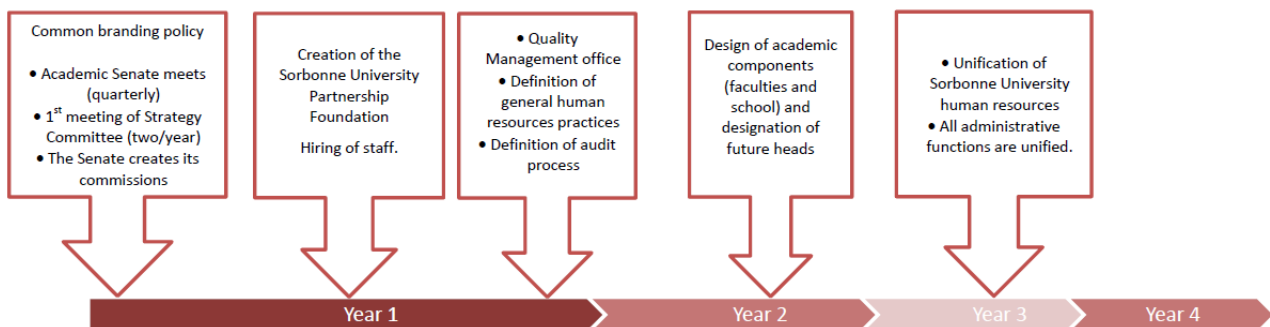 Common branding policy
• Academic Senate meets
(quarterly)
• 1st meeting of Strategy
Committee (two/year)
• The Senate creates its
commissions
Creation of the
Sorbonne University
Partnership
Foundation
Hiring of staff.
• Quality
Management office
• Definition of
general human
resources practices
• Definition of audit
process
Design of academic
components
(faculties and
school) and
designation of
future heads
• Unification of
Sorbonne University
human resources
• All administrative
functions are unified.
Year 1
Year 2
Year 3
Year 4